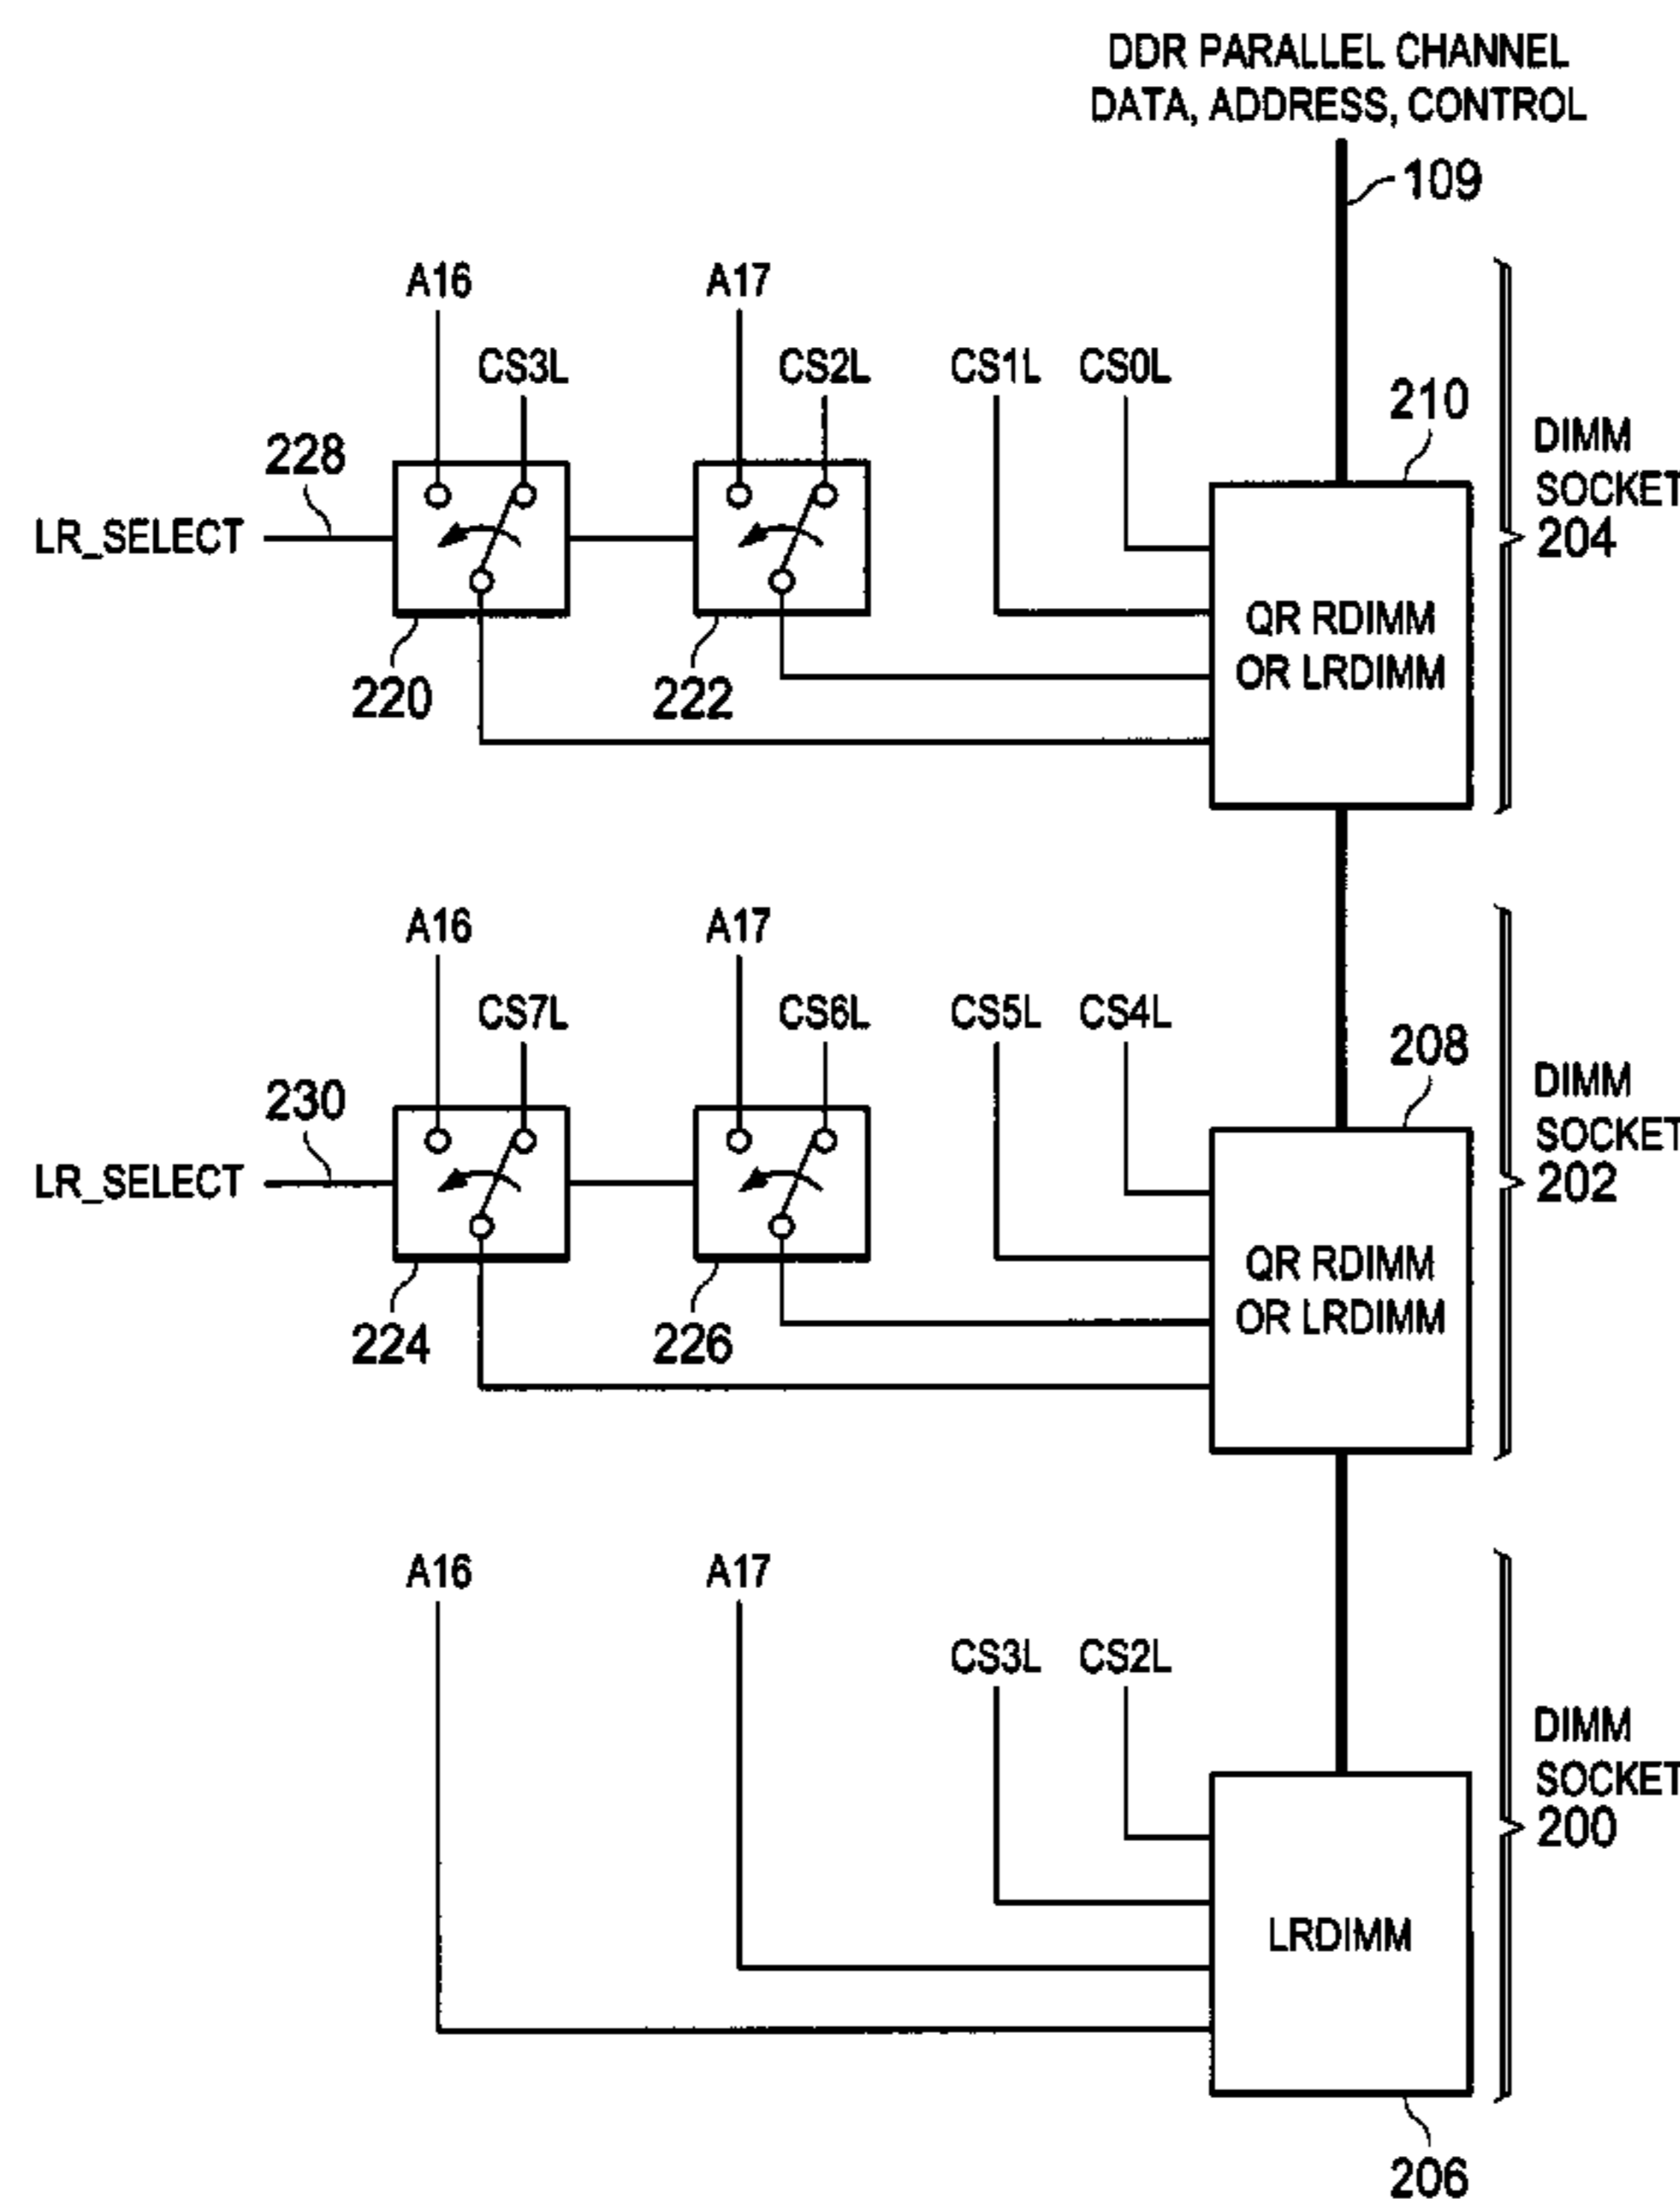 DDR PARALLEL CHANNEL
DATA, ADDRESS, CONTROL
109
A16
A17
CS3L
CS2L
CS1L
CS0L
210
228
LR_SELECT
DIMM
SOCKET
204
QR RDIMM
OR LRDIMM
220
222
A16
A17
CS7L
CS6L
CS5L
CS4L
208
230
LR_SELECT
DIMM
SOCKET
202
QR RDIMM
OR LRDIMM
224
226
A16
A17
CS3L
CS2L
DIMM
SOCKET
200
LRDIMM
206